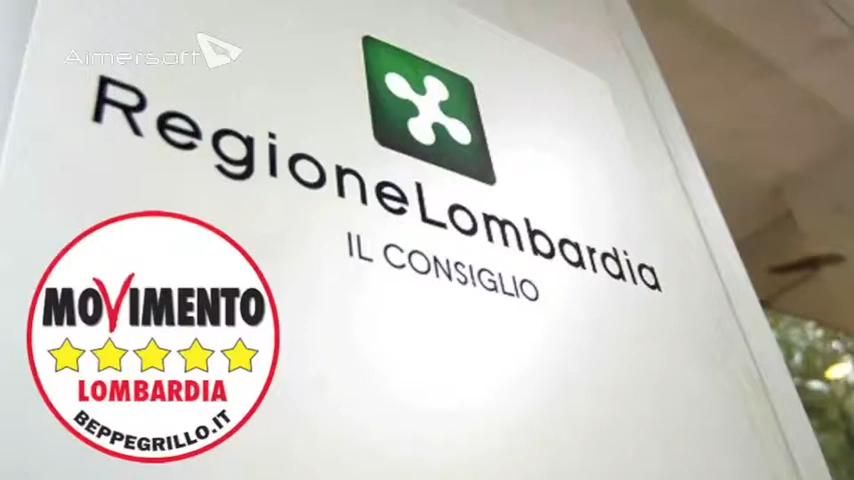 Aimersoft
RegioneLombardia
IL CONSIGLIO
MOVIMENTO
LOMBARDIA
BEPPEGRILLO.IT